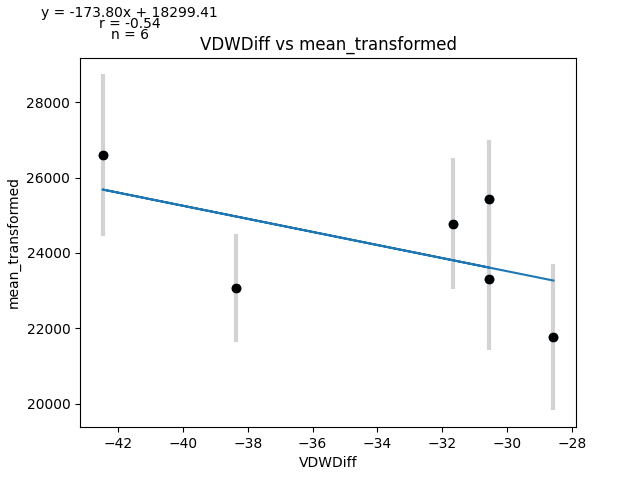 y = -173.80x + 18299.41
r = -0.54
n = 6
VDWDiff vs mean_transformed
28000
26000
24000
22000
20000
mean_transformed
−42 −40 −38 −36 −34 −32 −30 −28
VDWDiff